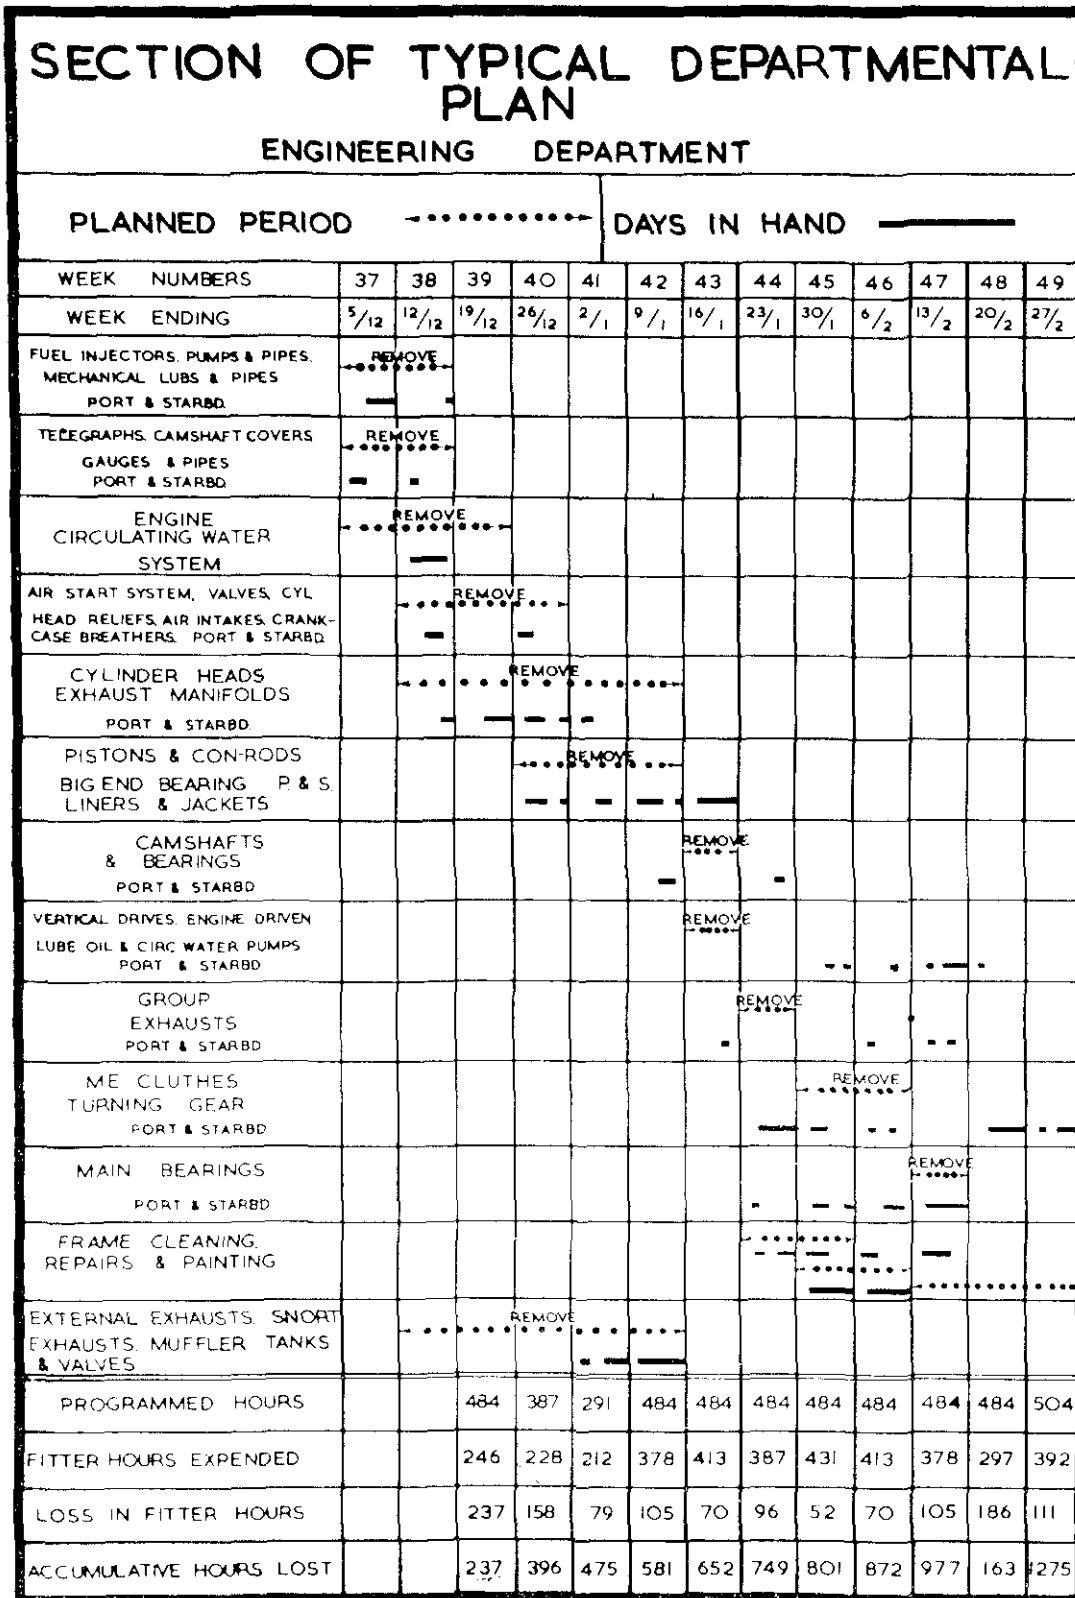 SECTION OF TYPICAL DEPARTMENTAL
PLAN
ENGINEERING DEPARTMENT
PLANNED PERIOD DAYS IN HAND
WEEK NUMBERS 37 38 39 40 41 42 43 44 45 46 47 48 49
WEEK ENDING 5/12 12/12 19/12 26/12 2/1 9/1 16/1 23/1 30/1 6/2 13/2 20/2 27/2
FUEL INJECTORS. PUMPS & PIPES. REMOVE
MECHANICAL LUBS & PIPES
PORT & STARBD.
TELEGRAPHS. CAMSHAFT COVERS REMOVE
GAUGES & PIPES
PORT & STARBD
ENGINE REMOVE
CIRCULATING WATER
SYSTEM
AIR START SYSTEM, VALVES, CYL REMOVE
HEAD RELIEFS, AIR INTAKES, CRANK-
CASE BREATHERS. PORT & STARBD
CYLINDER HEADS REMOVE
EXHAUST MANIFOLDS
PORT & STARBD.
PISTONS & CON-RODS REMOVE
BIG END BEARING P. & S.
LINERS & JACKETS
CAMSHAFTS REMOVE
& BEARINGS
PORT & STARBD
VERTICAL DRIVES. ENGINE DRIVEN REMOVE
LUBE OIL & CIRC WATER PUMPS
PORT & STARBD
GROUP REMOVE
EXHAUSTS
PORT & STARBD
ME CLUTHES REMOVE
TURNING GEAR
PORT & STARBD
MAIN BEARINGS REMOVE
PORT & STARBD
FRAME CLEANING,
REPAIRS & PAINTING
EXTERNAL EXHAUSTS. SNORT REMOVE
EXHAUSTS. MUFFLER TANKS
& VALVES
PROGRAMMED HOURS 484 387 291 484 484 484 484 484 484 484 504
FITTER HOURS EXPENDED 246 228 212 378 413 387 431 413 378 297 392
LOSS IN FITTER HOURS 237 158 79 105 70 96 52 70 105 186 111
ACCUMULATIVE HOURS LOST 237 396 475 581 652 749 801 872 977 163 1275